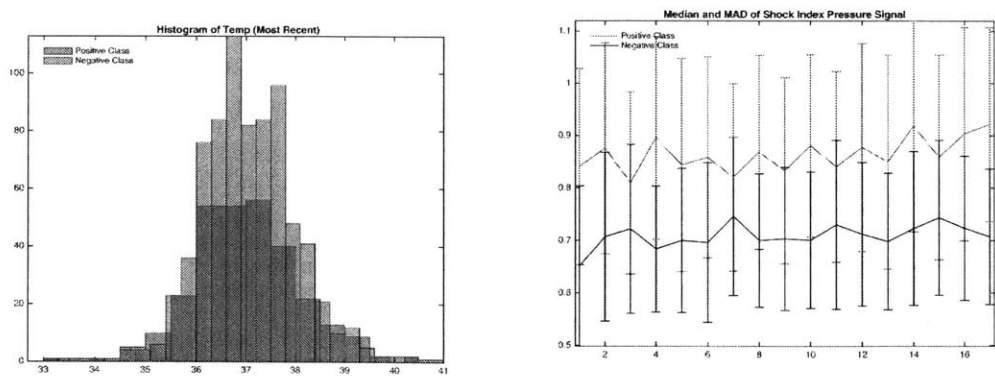 Histogram of Temp (Most Recent)
Positive Class
Negative Class
100
80
60
40
20
0
33 34 35 36 37 38 39 40 41
Median and MAD of Shock Index Pressure Signal
Positive Class
Negative Class
1.1
1
0.9
0.8
0.7
0.6
0.5
2 4 6 8 10 12 14 16